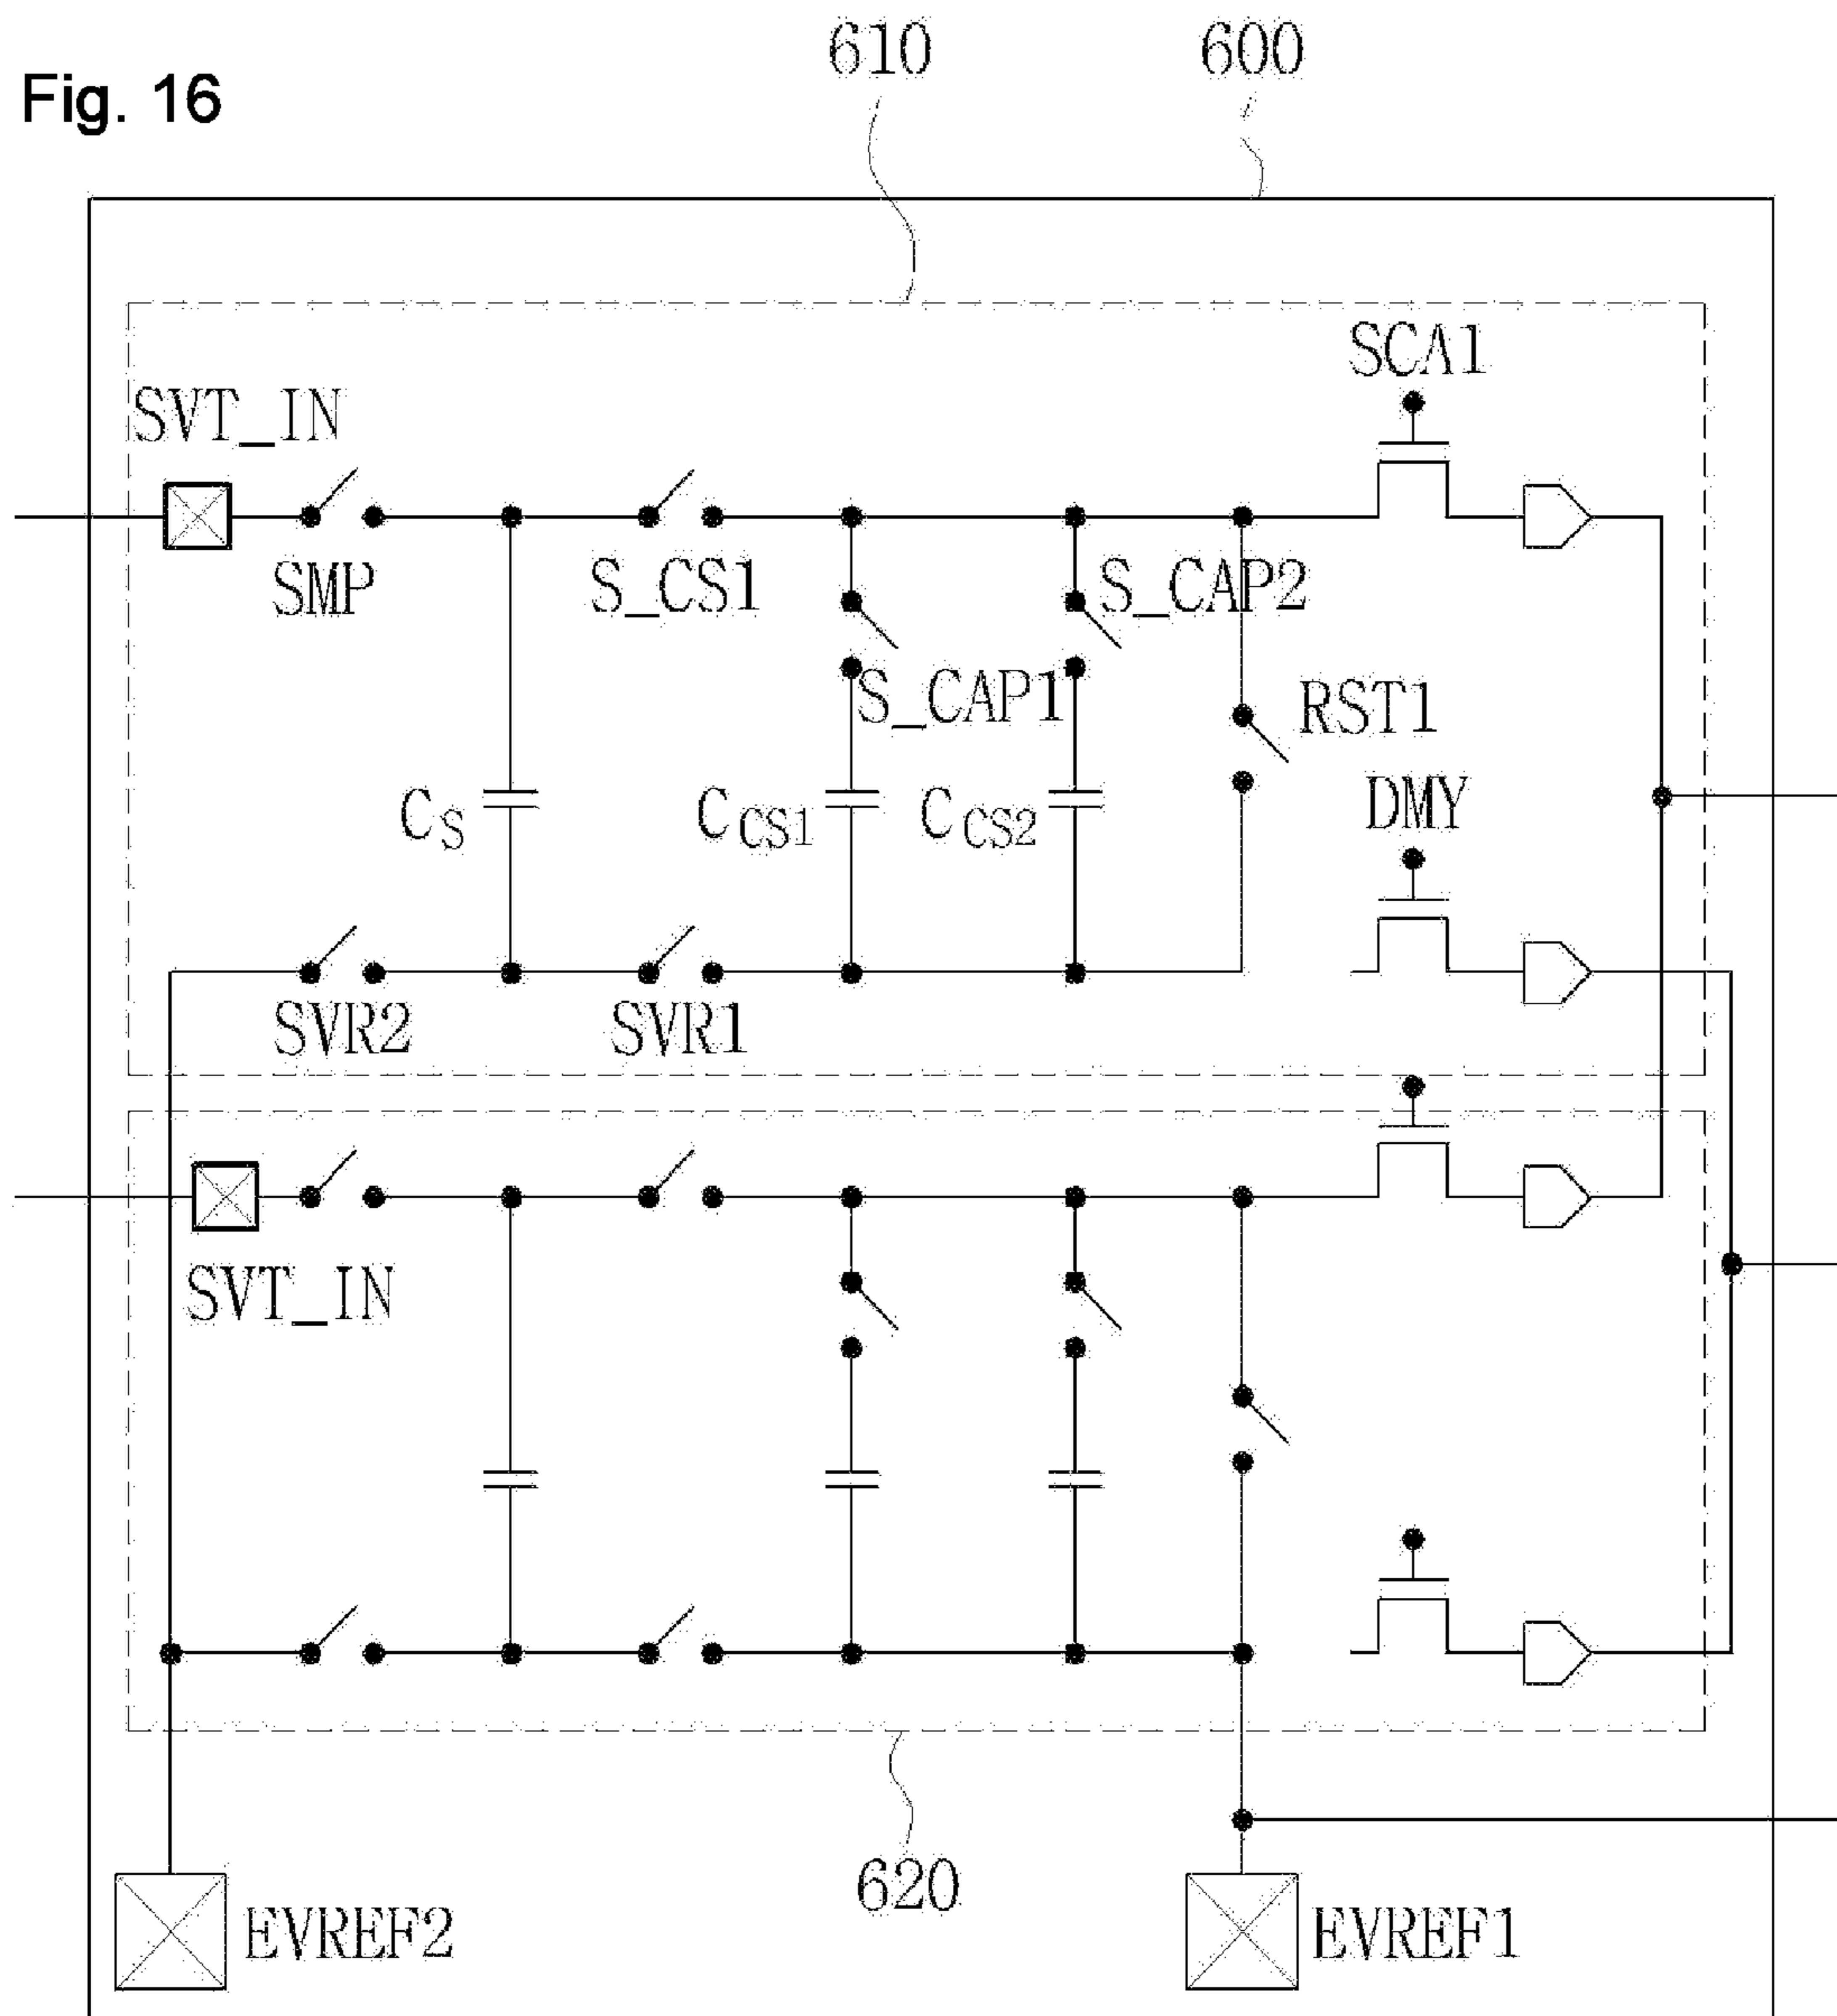 610
600
Fig. 16
SCA1
SVT_IN
SMP
S_CS1
S_CAP2
S_CAP1
RST1
CS
CCS1
CCS2
DMY
SVR2
SVR1
SVT_IN
620
EVREF2
EVREF1